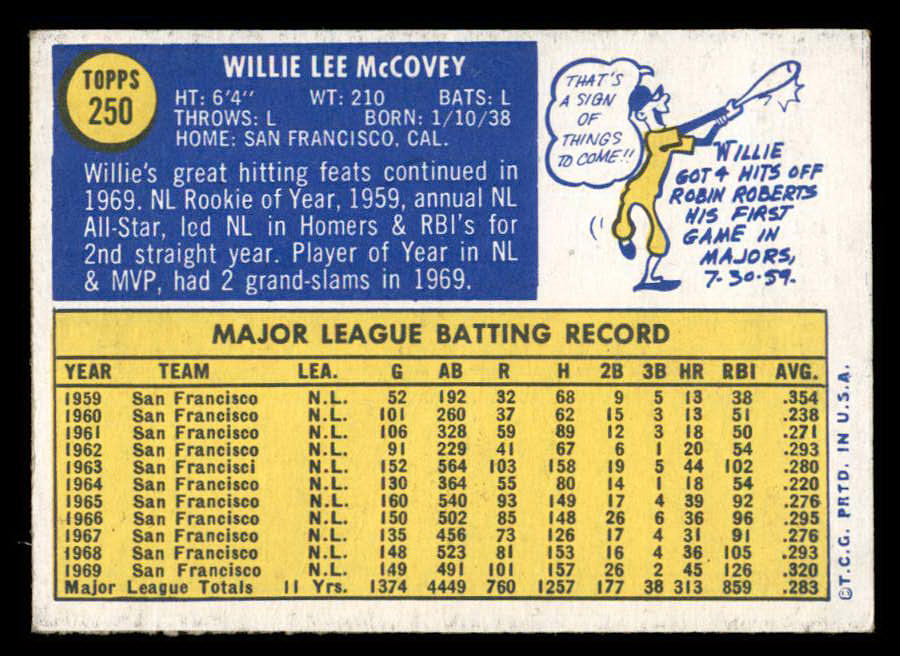 TOPPS
250
WILLIE LEE McCOVEY
HT: 6'4" WT: 210 BATS: L
THROWS: L BORN: 1/10/38
HOME: SAN FRANCISCO, CAL.
Willie's great hitting feats continued in
1969. NL Rookie of Year, 1959, annual NL
All-Star, led NL in Homers & RBI's for
2nd straight year. Player of Year in NL
& MVP, had 2 grand-slams in 1969.
THAT'S
A SIGN
OF
THINGS
TO COME!!
WILLIE
GOT 4 HITS OFF
ROBIN ROBERTS
HIS FIRST
GAME IN
MAJORS,
7-30-59.
MAJOR LEAGUE BATTING RECORD
YEAR TEAM LEA. G AB R H 2B 3B HR RBI AVG.
1959 San Francisco N.L. 52 192 32 68 9 5 13 38 .354
1960 San Francisco N.L. 101 260 37 62 15 3 13 51 .238
1961 San Francisco N.L. 106 328 59 89 12 3 18 50 .271
1962 San Francisco N.L. 91 229 41 67 6 1 20 54 .293
1963 San Francisci N.L. 152 564 103 158 19 5 44 102 .280
1964 San Francisco N.L. 130 364 55 80 14 1 18 54 .220
1965 San Francisco N.L. 160 540 93 149 17 4 39 92 .276
1966 San Francisco N.L. 150 502 85 148 26 6 36 96 .295
1967 San Francisco N.L. 135 456 73 126 17 4 31 91 .276
1968 San Francisco N.L. 148 523 81 153 16 4 36 105 .293
1969 San Francisco N.L. 149 491 101 157 26 2 45 126 .320
Major League Totals 11 Yrs. 1374 4449 760 1257 177 38 313 859 .283
©T.C.G. PRTD. IN U.S.A.